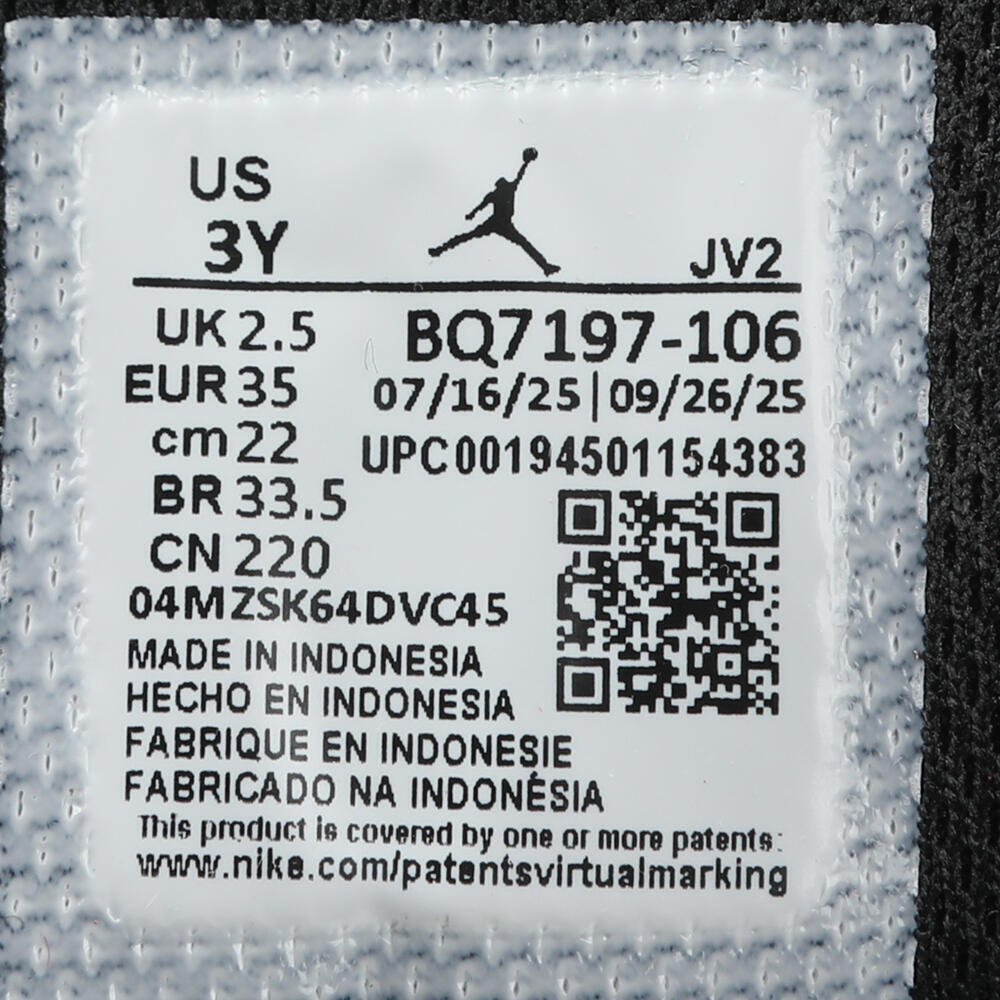 US
3Y
JV2
UK 2.5
BQ7197-106
EUR 35
07/16/25 | 09/26/25
cm 22
UPC00194501154383
BR 33.5
CN 220
04MZSK64DVC45
MADE IN INDONESIA
HECHO EN INDONESIA
FABRIQUE EN INDONESIE
FABRICADO NA INDONÉSIA
This product is covered by one or more patents:
www.nike.com/patentsvirtualmarking